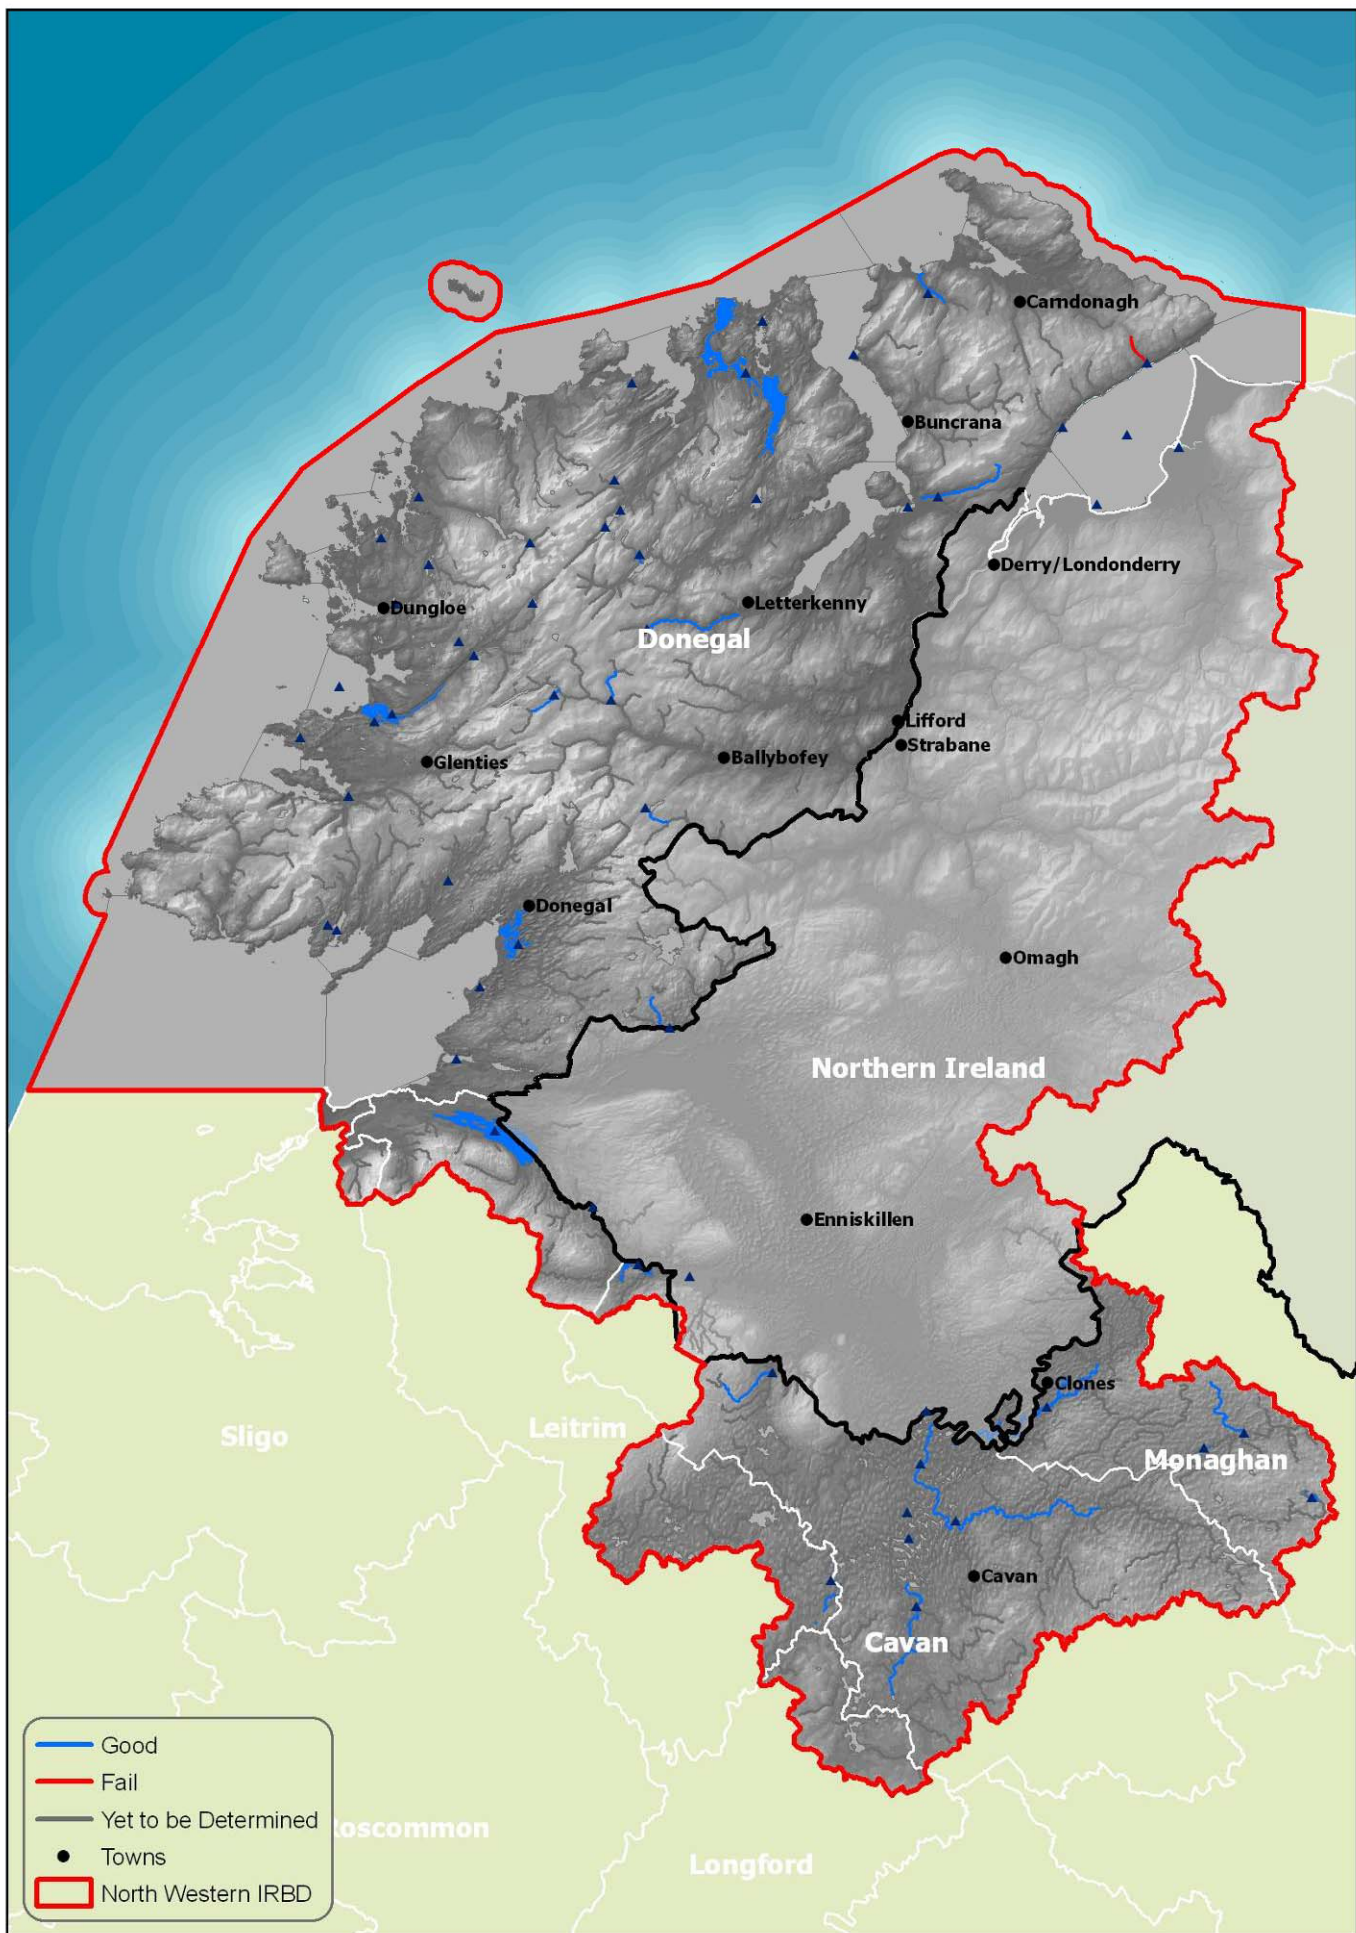 Carndonagh
Buncrana
Derry/Londonderry
Dungloe
Letterkenny
Donegal
Lifford
Strabane
Glenties
Ballybofey
Donegal
Omagh
Northern Ireland
Enniskillen
Clones
Sligo
Leitrim
Monaghan
Cavan
Cavan
Good
Fail
Yet to be Determined
Roscommon
Towns
Longford
North Western IRBD